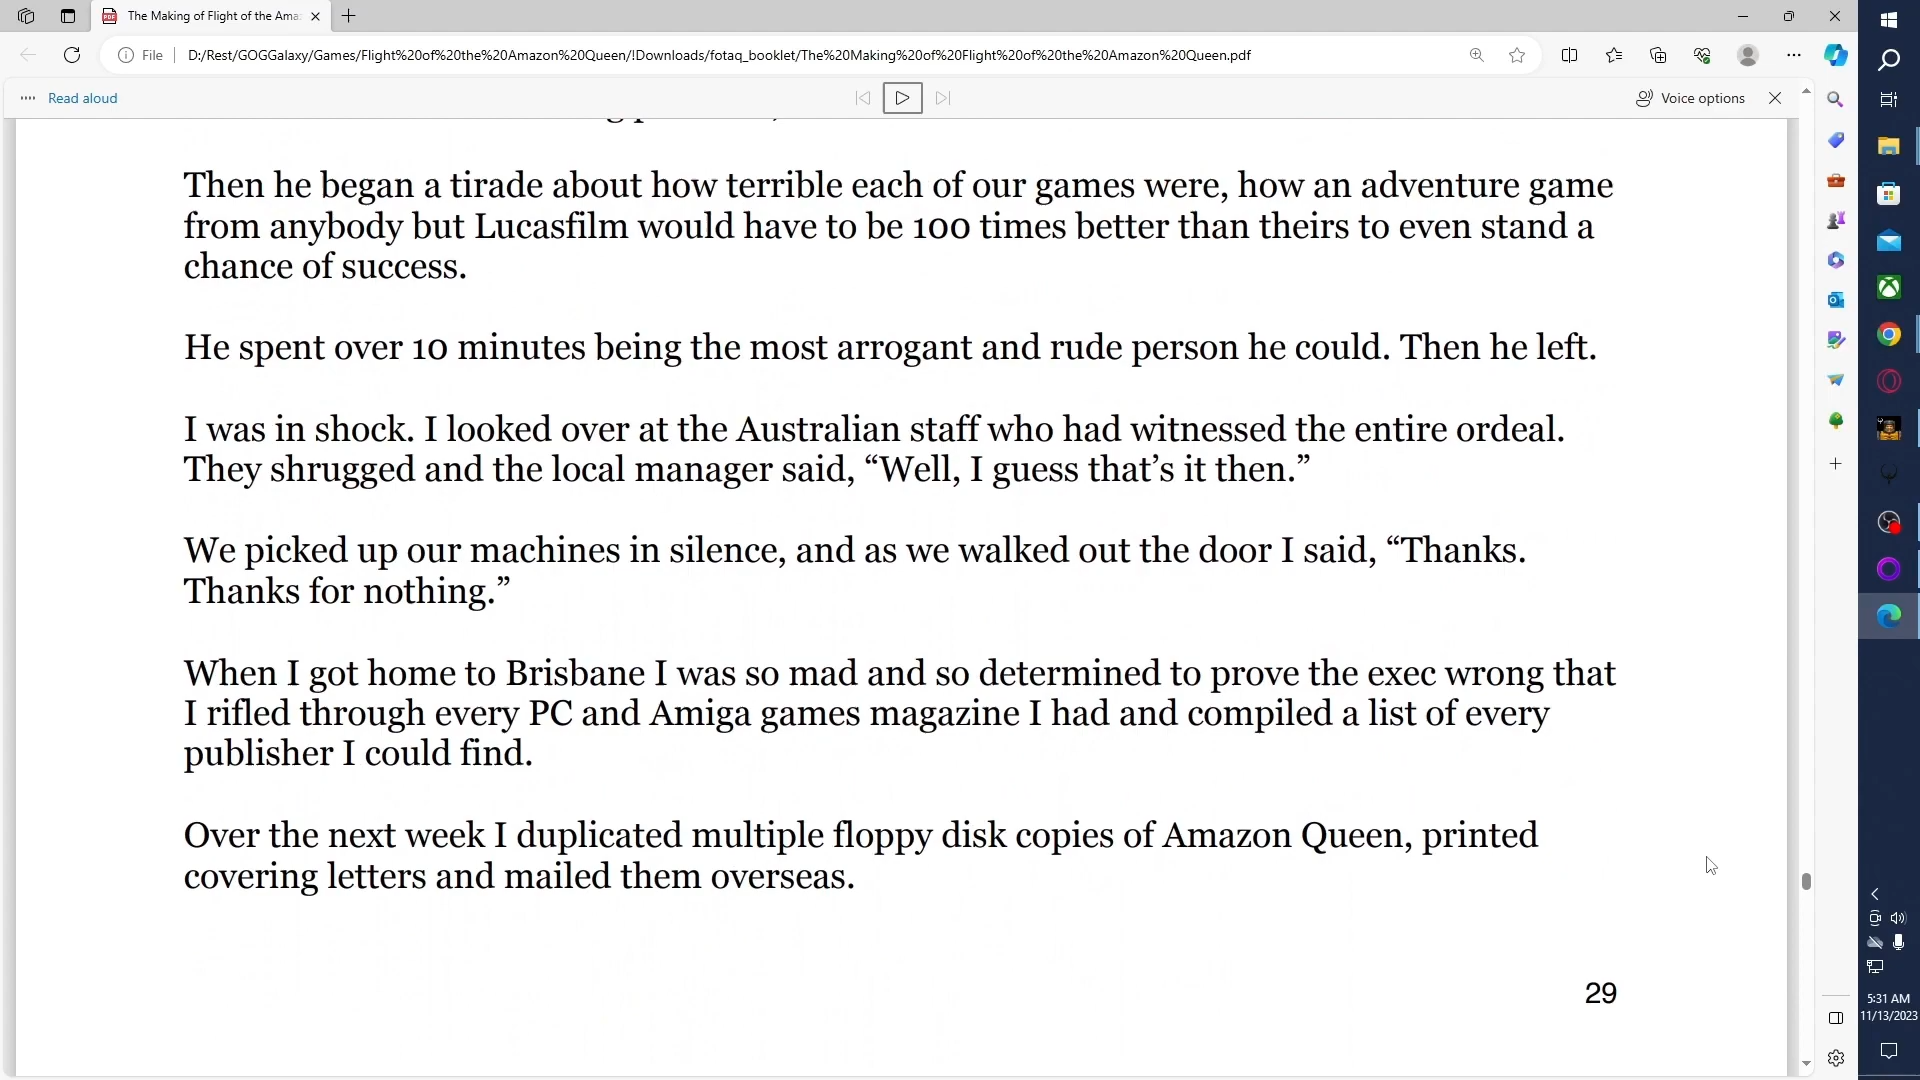 The Making of Flight of the Ama
File
D:/Rest/GOGGalaxy/Games/Flight%20of%20the%20Amazon%20Queen/!Downloads/fotaq_booklet/The%20Making%20of%20Flight%20of%20the%20Amazon%20Queen.pdf
Read aloud
Voice options
Then he began a tirade about how terrible each of our games were, how an adventure game
from anybody but Lucasfilm would have to be 100 times better than theirs to even stand a
chance of success.
He spent over 10 minutes being the most arrogant and rude person he could. Then he left.
I was in shock. I looked over at the Australian staff who had witnessed the entire ordeal.
They shrugged and the local manager said, “Well, I guess that’s it then.”
We picked up our machines in silence, and as we walked out the door I said, “Thanks.
Thanks for nothing.”
When I got home to Brisbane I was so mad and so determined to prove the exec wrong that
I rifled through every PC and Amiga games magazine I had and compiled a list of every
publisher I could find.
Over the next week I duplicated multiple floppy disk copies of Amazon Queen, printed
covering letters and mailed them overseas.
29
5:31 AM
11/13/2023